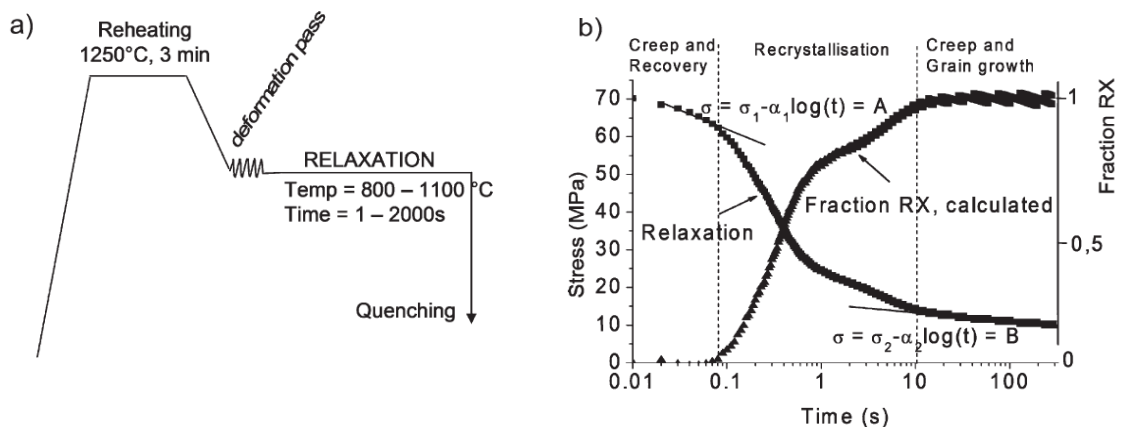 a)
Reheating
1250°C, 3 min
deformation pass
RELAXATION
Temp = 800 – 1100 °C
Time = 1 – 2000s
Quenching
b)
Creep and
Recovery
Recrystallisation
Creep and
Grain growth
σ = σ₁-α₁log(t) = A
Relaxation
Fraction RX, calculated
σ = σ₂-α₂log(t) = B
Stress (MPa)
70
60
50
40
30
20
10
0
0.01
0.1
1
10
100
Time (s)
Fraction RX
1
0,5
0